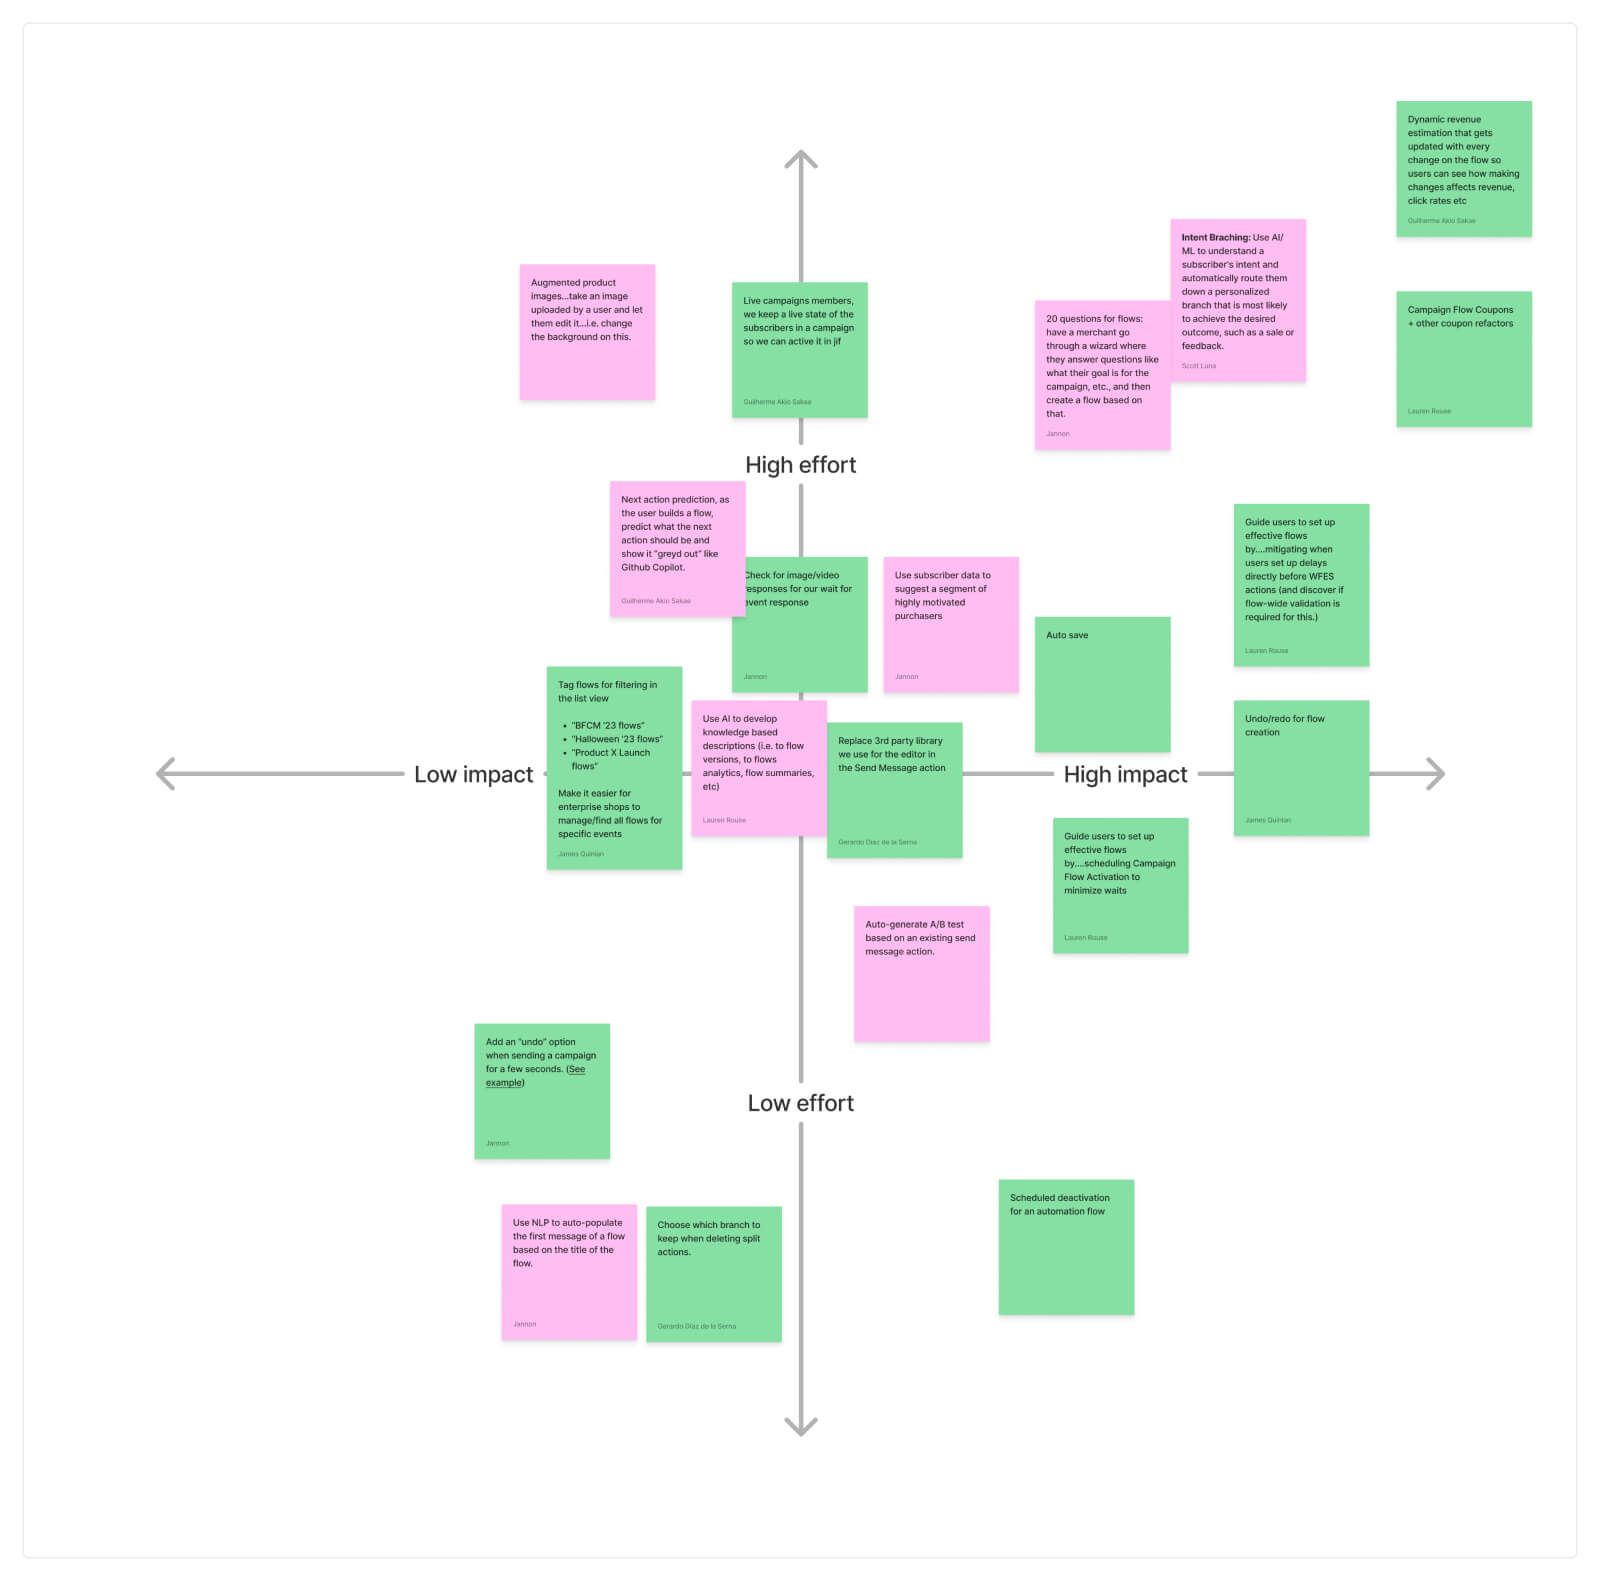 Dynamic revenue
estimation that gets
updated with every
change on the flow so
users can see how making
changes affects revenue,
click rates etc
Guilherme Akio Sakae
Intent Braching: Use AI/
ML to understand a
subscriber's intent and
automatically route them
down a personalized
branch that is most likely
to achieve the desired
outcome, such as a sale or
feedback.
Scott Luna
Augmented product
images...take an image
uploaded by a user and let
them edit it...i.e. change
the background on this.
Live campaigns members,
we keep a live state of the
subscribers in a campaign
so we can active it in jif
Guilherme Akio Sakae
20 questions for flows:
have a merchant go
through a wizard where
they answer questions like
what their goal is for the
campaign, etc., and then
create a flow based on
that.
Jannon
Campaign Flow Coupons
+ other coupon refactors
Lauren Rouse
High effort
Next action prediction, as
the user builds a flow,
predict what the next
action should be and
show it "greyd out" like
Github Copilot.
Guilherme Akio Sakae
Check for image/video
responses for our wait for
event response
Jannon
Use subscriber data to
suggest a segment of
highly motivated
purchasers
Jannon
Auto save
Guide users to set up
effective flows
by....mitigating when
users set up delays
directly before WFES
actions (and discover if
flow-wide validation is
required for this.)
Lauren Rouse
Tag flows for filtering in
the list view
• "BFCM '23 flows"
• "Halloween '23 flows"
• "Product X Launch
flows"
Make it easier for
enterprise shops to
manage/find all flows for
specific events
James Quinlan
Use AI to develop
knowledge based
descriptions (i.e. to flow
versions, to flows
analytics, flow summaries,
etc)
Lauren Rouse
Replace 3rd party library
we use for the editor in
the Send Message action
Gerardo Díaz de la Serna
Undo/redo for flow
creation
James Quinlan
Low impact
High impact
Guide users to set up
effective flows
by....scheduling Campaign
Flow Activation to
minimize waits
Lauren Rouse
Auto-generate A/B test
based on an existing send
message action.
Add an "undo" option
when sending a campaign
for a few seconds. (See
example)
Jannon
Low effort
Use NLP to auto-populate
the first message of a flow
based on the title of the
flow.
Jannon
Choose which branch to
keep when deleting split
actions.
Gerardo Díaz de la Serna
Scheduled deactivation
for an automation flow